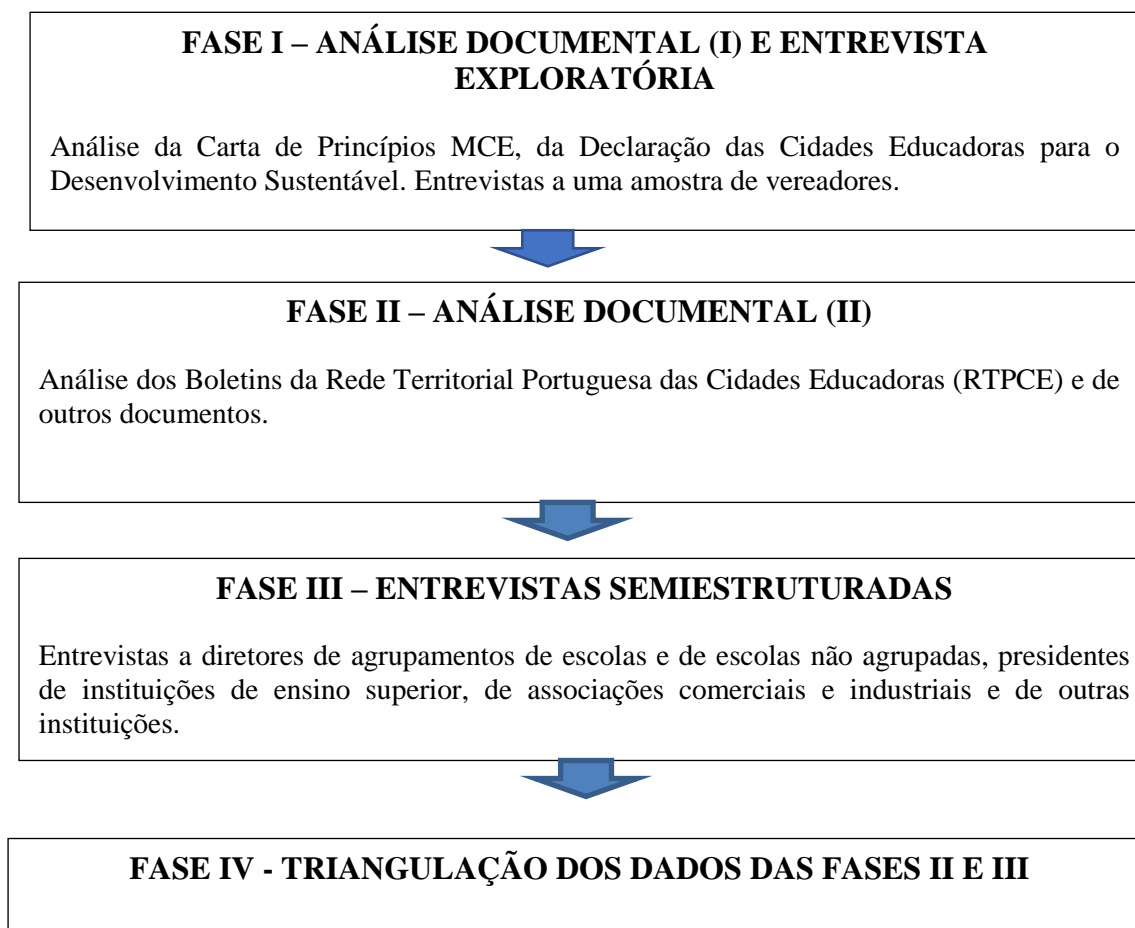 FASE I – ANÁLISE DOCUMENTAL (I) E ENTREVISTA
EXPLORATÓRIA
Análise da Carta de Princípios MCE, da Declaração das Cidades Educadoras para o
Desenvolvimento Sustentável. Entrevistas a uma amostra de vereadores.
FASE II – ANÁLISE DOCUMENTAL (II)
Análise dos Boletins da Rede Territorial Portuguesa das Cidades Educadoras (RTPCE) e de
outros documentos.
FASE III – ENTREVISTAS SEMIESTRUTURADAS
Entrevistas a diretores de agrupamentos de escolas e de escolas não agrupadas, presidentes
de instituições de ensino superior, de associações comerciais e industriais e de outras
instituições.
FASE IV - TRIANGULAÇÃO DOS DADOS DAS FASES II E III